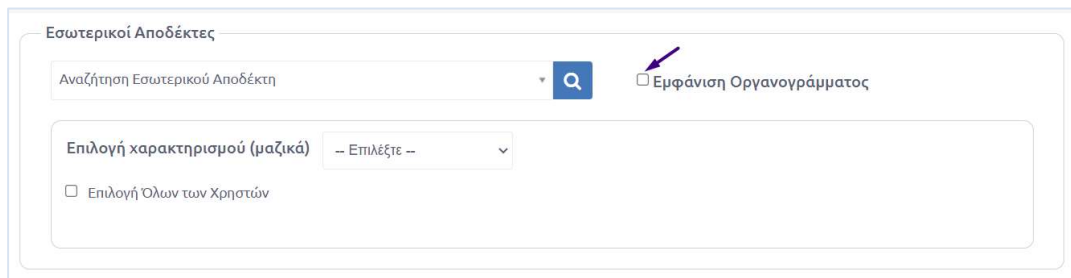 Εσωτερικοί Αποδέκτες
Αναζήτηση Εσωτερικού Αποδέκτη
Εμφάνιση Οργανογράμματος
Επιλογή χαρακτηρισμού (μαζικά)
-- Επιλέξτε --
Επιλογή Όλων των Χρηστών